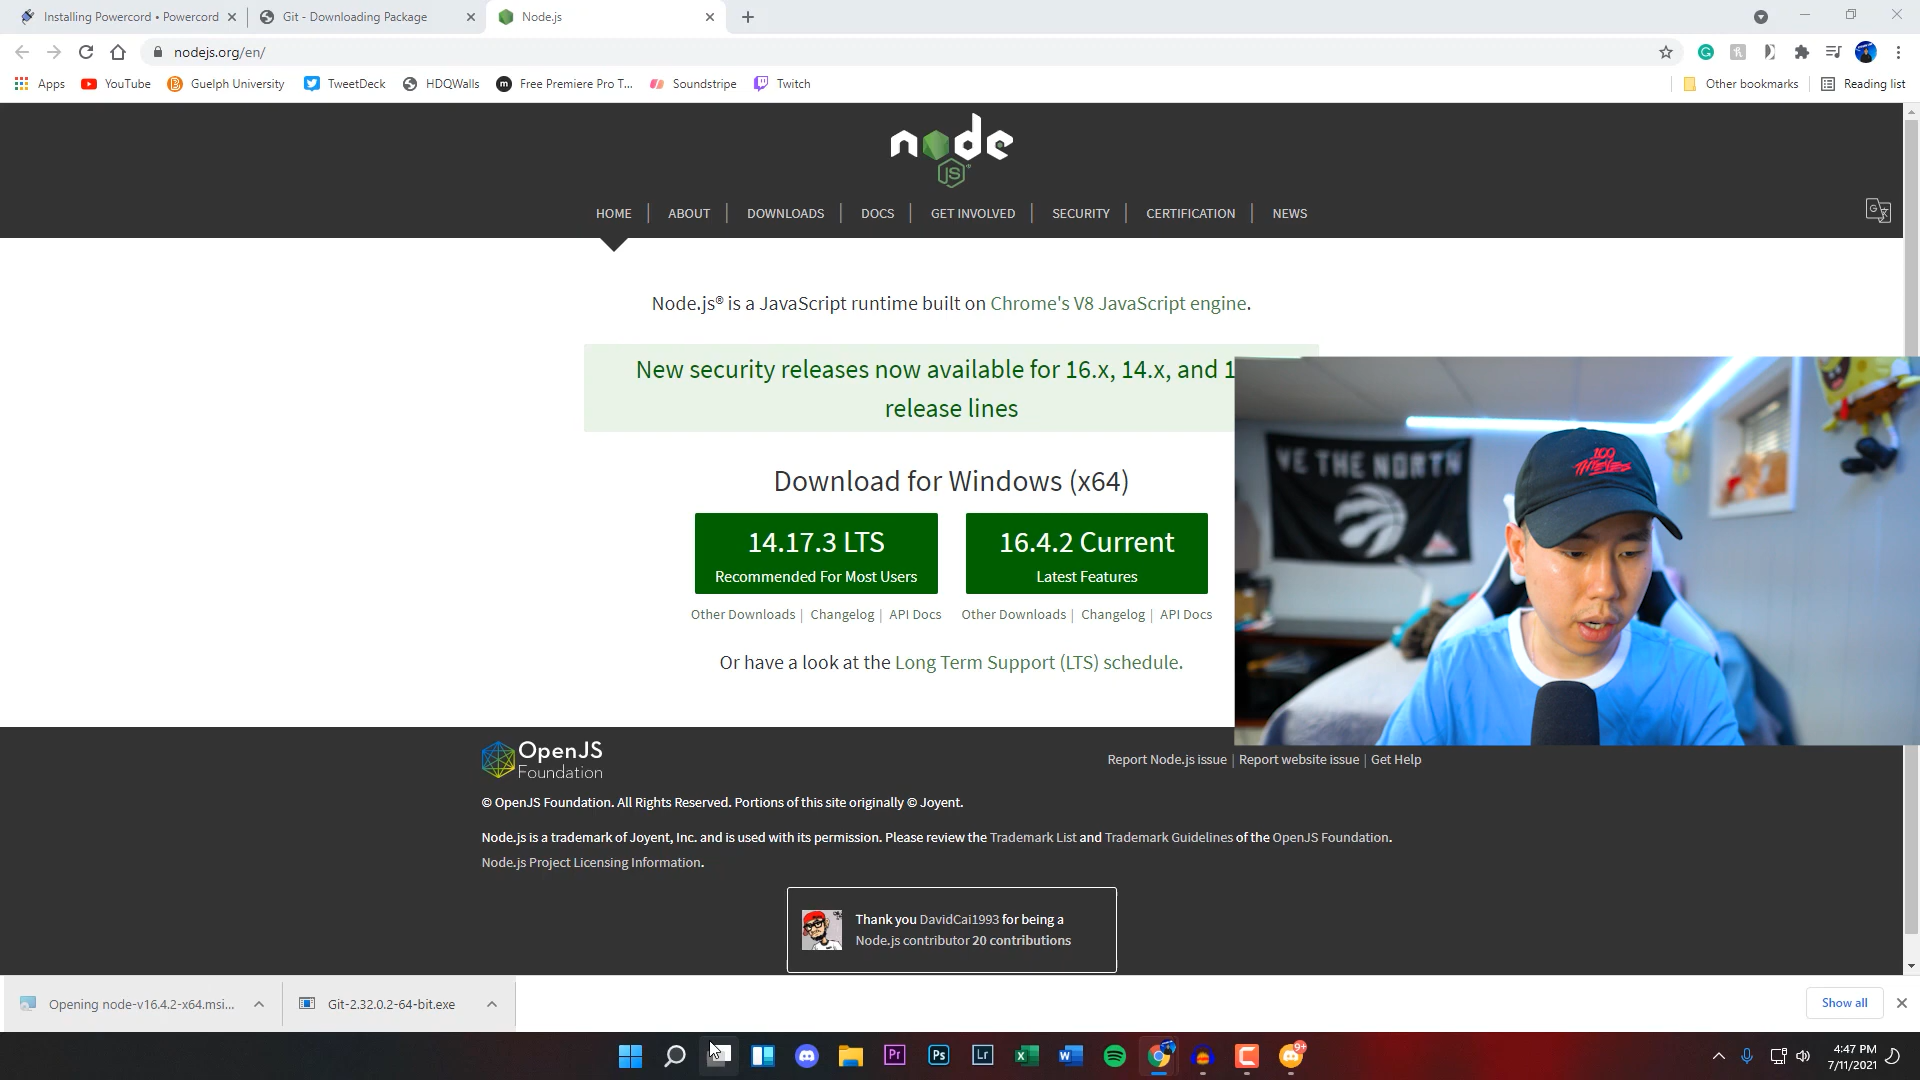 Installing Powercord • Powercord
Git - Downloading Package
Node.js
nodejs.org/en/
Apps
YouTube
Guelph University
TweetDeck
HDQWalls
Free Premiere Pro T...
Soundstripe
Twitch
Other bookmarks
Reading list
node
JS
HOME
ABOUT
DOWNLOADS
DOCS
GET INVOLVED
SECURITY
CERTIFICATION
NEWS
Node.js® is a JavaScript runtime built on Chrome's V8 JavaScript engine.
New security releases now available for 16.x, 14.x, and 1
release lines
Download for Windows (x64)
14.17.3 LTS
Recommended For Most Users
16.4.2 Current
Latest Features
Other Downloads | Changelog | API Docs
Other Downloads | Changelog | API Docs
Or have a look at the Long Term Support (LTS) schedule.
VE THE NORTH
100
THIEVES
OpenJS
Foundation
Report Node.js issue | Report website issue | Get Help
© OpenJS Foundation. All Rights Reserved. Portions of this site originally © Joyent.
Node.js is a trademark of Joyent, Inc. and is used with its permission. Please review the Trademark List and Trademark Guidelines of the OpenJS Foundation.
Node.js Project Licensing Information.
Thank you DavidCai1993 for being a
Node.js contributor 20 contributions
Opening node-v16.4.2-x64.msi...
Git-2.32.0.2-64-bit.exe
Show all
Pr
Ps
Lr
9+
4:47 PM
7/11/2021